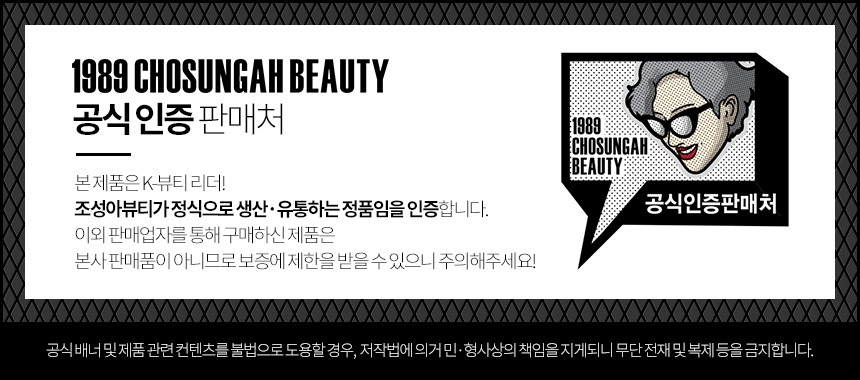 1989 CHOSUNGAH BEAUTY
공식 인증 판매처
본 제품은 K-뷰티 리더!
조성아뷰티가 정식으로 생산·유통하는 정품임을 인증합니다.
이외 판매업자를 통해 구매하신 제품은
본사 판매품이 아니므로 보증에 제한을 받을 수 있으니 주의해주세요!
1989
CHOSUNGAH
BEAUTY
공식인증판매처
공식 배너 및 제품 관련 컨텐츠를 불법으로 도용할 경우, 저작법에 의거 민·형사상의 책임을 지게되니 무단 전재 및 복제 등을 금지합니다.